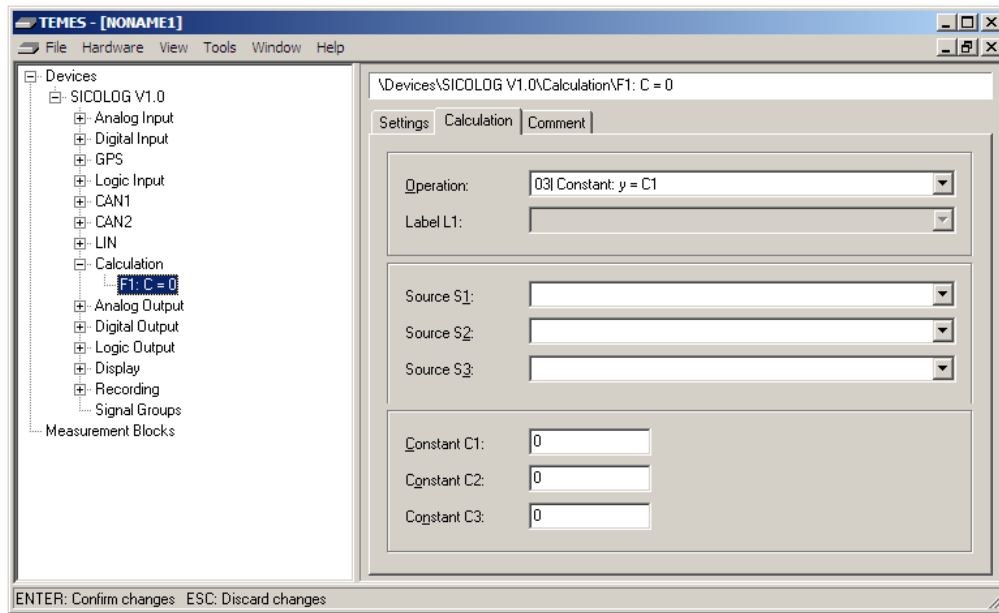 TEMES - [NONAME1]
File Hardware View Tools Window Help
Devices
SICOLOG V1.0
Analog Input
Digital Input
GPS
Logic Input
CAN1
CAN2
LIN
Calculation
F1: C = 0
Analog Output
Digital Output
Logic Output
Display
Recording
Signal Groups
Measurement Blocks
\Devices\SICOLOG V1.0\Calculation\F1: C = 0
Settings Calculation Comment
Operation: 03| Constant: y = C1
Label L1:
Source S1:
Source S2:
Source S3:
Constant C1: 0
Constant C2: 0
Constant C3: 0
ENTER: Confirm changes ESC: Discard changes